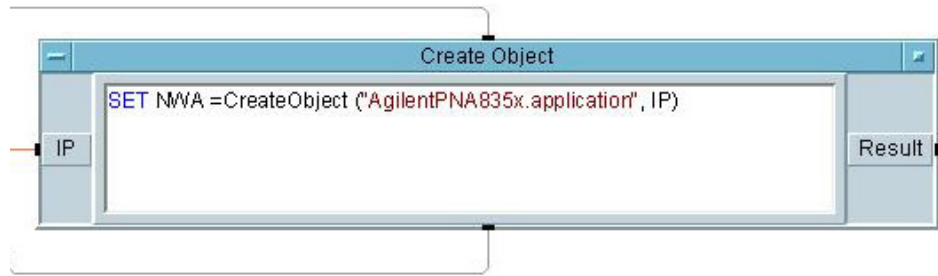 Create Object
SET NWA =CreateObject ("AgilentPNA835x.application", IP)
IP
Result